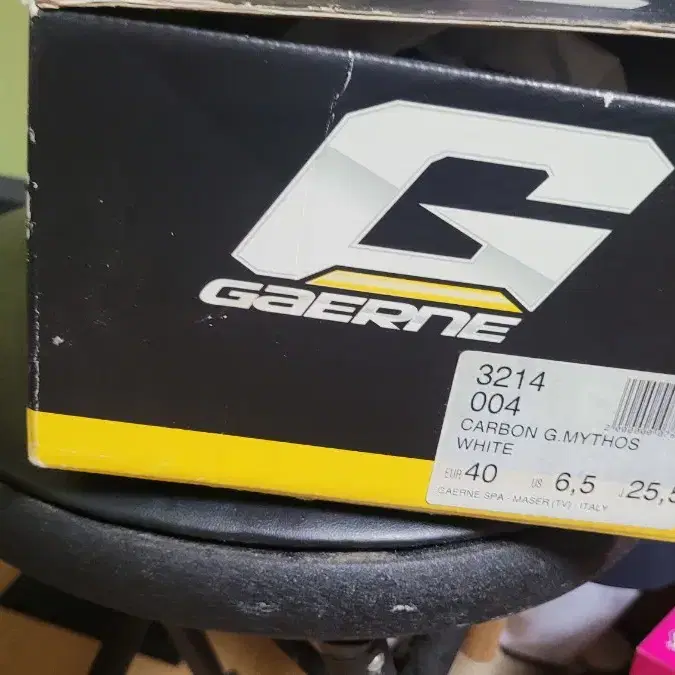 GAERNE
3214
004
CARBON G.MYTHOS
WHITE
EUR 40 US 6,5 J 25,5
GAERNE SPA - MASER (TV) - ITALY